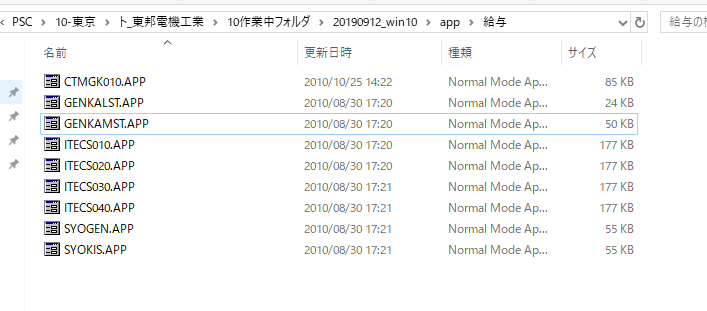 PSC › 10-東京 › ト_東邦電機工業 › 10作業中フォルダ › 20190912_win10 › app › 給与
名前 更新日時 種類 サイズ
CTMGK010.APP 2010/10/25 14:22 Normal Mode Ap... 85 KB
GENKALST.APP 2010/08/30 17:20 Normal Mode Ap... 24 KB
GENKAMST.APP 2010/08/30 17:20 Normal Mode Ap... 50 KB
ITECS010.APP 2010/08/30 17:20 Normal Mode Ap... 177 KB
ITECS020.APP 2010/08/30 17:20 Normal Mode Ap... 177 KB
ITECS030.APP 2010/08/30 17:21 Normal Mode Ap... 177 KB
ITECS040.APP 2010/08/30 17:21 Normal Mode Ap... 177 KB
SYOGEN.APP 2010/08/30 17:21 Normal Mode Ap... 55 KB
SYOKIS.APP 2010/08/30 17:21 Normal Mode Ap... 55 KB